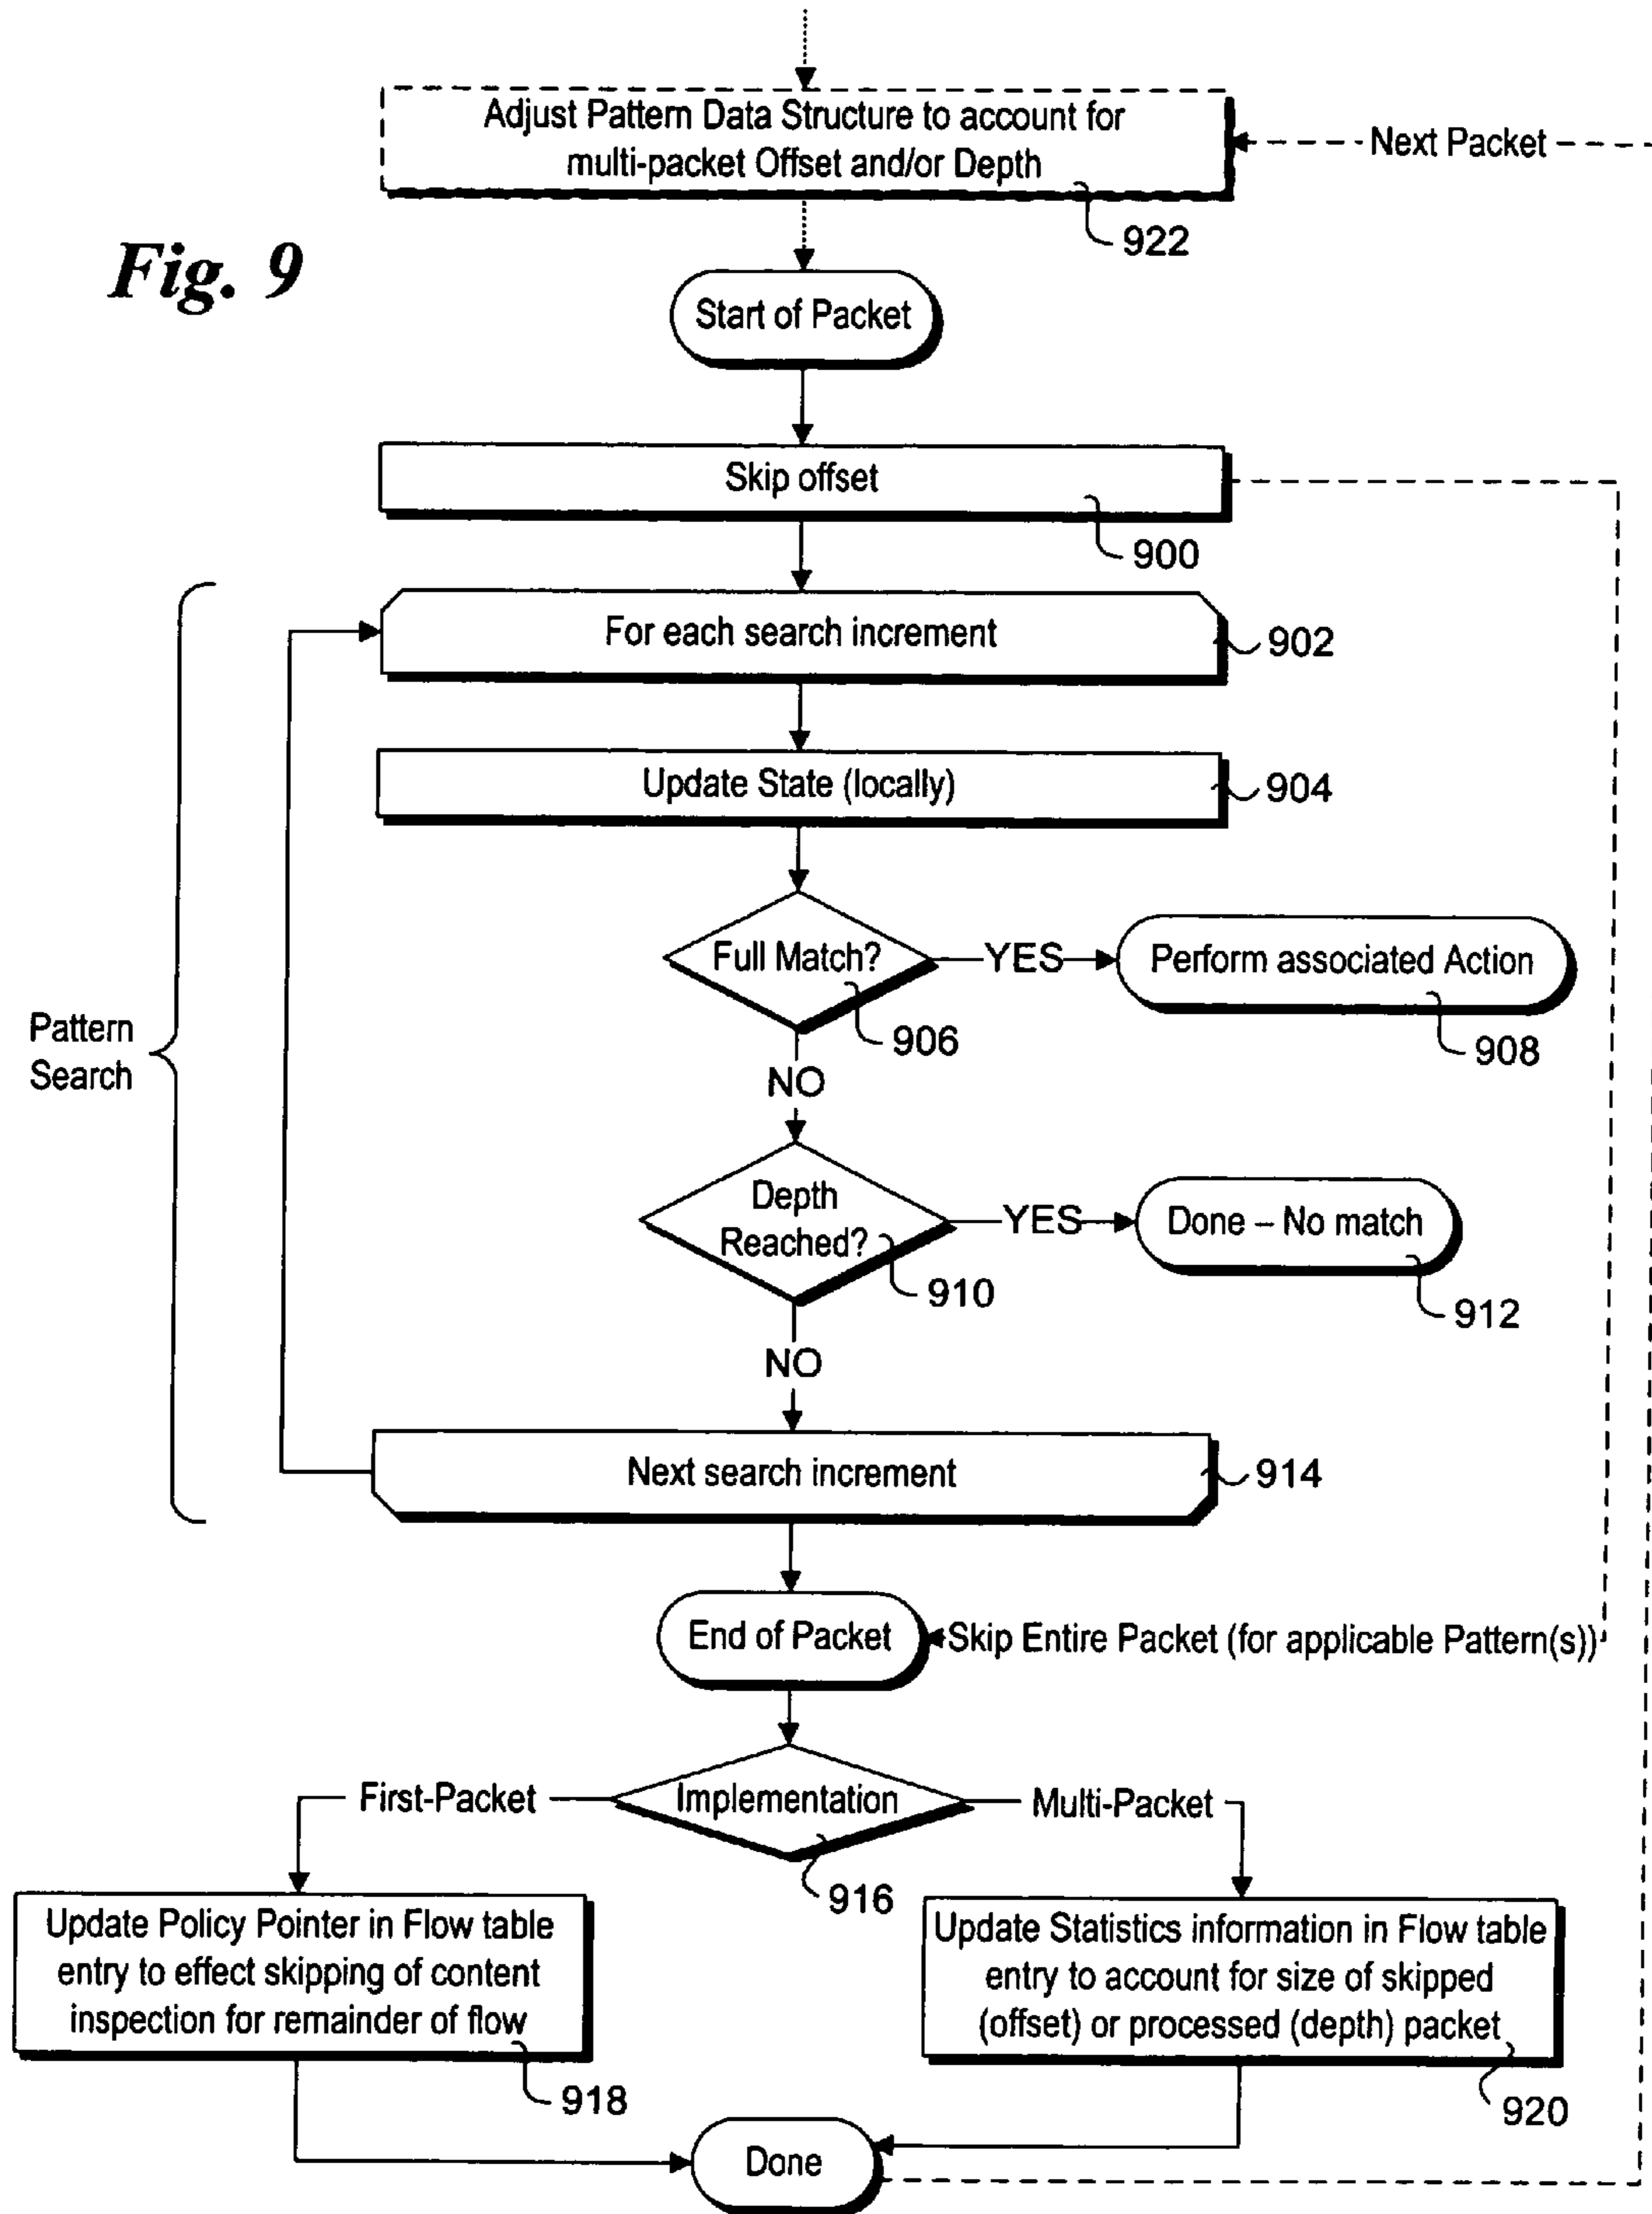 Adjust Pattern Data Structure to account for
multi-packet Offset and/or Depth
Next Packet
922
Fig. 9
Start of Packet
Skip offset
900
For each search increment
902
Update State (locally)
904
Full Match?
YES
Perform associated Action
906
908
NO
Pattern
Search
Depth
Reached?
YES
Done – No match
910
912
NO
Next search increment
914
End of Packet
Skip Entire Packet (for applicable Pattern(s))
First-Packet
Implementation
Multi-Packet
916
Update Policy Pointer in Flow table
entry to effect skipping of content
inspection for remainder of flow
918
Update Statistics information in Flow table
entry to account for size of skipped
(offset) or processed (depth) packet
920
Done